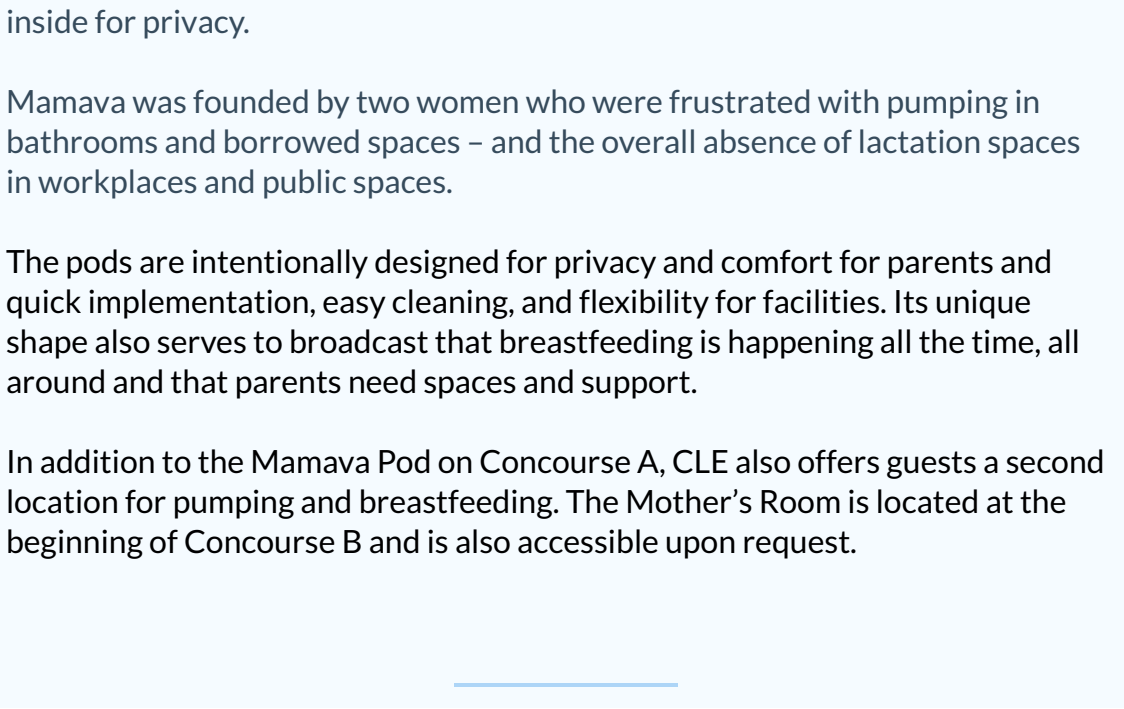 inside for privacy.
Mamava was founded by two women who were frustrated with pumping in
bathrooms and borrowed spaces – and the overall absence of lactation spaces
in workplaces and public spaces.
The pods are intentionally designed for privacy and comfort for parents and
quick implementation, easy cleaning, and flexibility for facilities. Its unique
shape also serves to broadcast that breastfeeding is happening all the time, all
around and that parents need spaces and support.
In addition to the Mamava Pod on Concourse A, CLE also offers guests a second
location for pumping and breastfeeding. The Mother’s Room is located at the
beginning of Concourse B and is also accessible upon request.